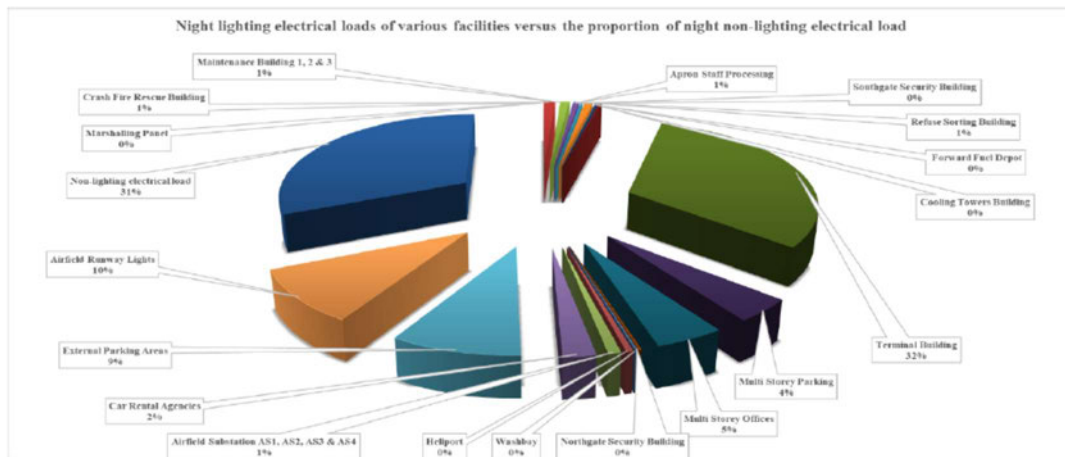 Night lighting electrical loads of various facilities versus the proportion of night non-lighting electrical load
Maintenance Building 1, 2 & 3
1%
Apron Staff Processing
1%
Crash Fire Rescue Building
1%
Southgate Security Building
0%
Marshalling Panel
0%
Refuse Sorting Building
1%
Non-lighting electrical load
31%
Forward Fuel Depot
0%
Cooling Towers Building
0%
Airfield Runway Lights
10%
External Parking Areas
9%
Terminal Building
32%
Car Rental Agencies
2%
Multi Storey Parking
4%
Airfield Substation AS1, AS2, AS3 & AS4
1%
Heliport
0%
Washbay
0%
Northgate Security Building
0%
Multi Storey Offices
5%